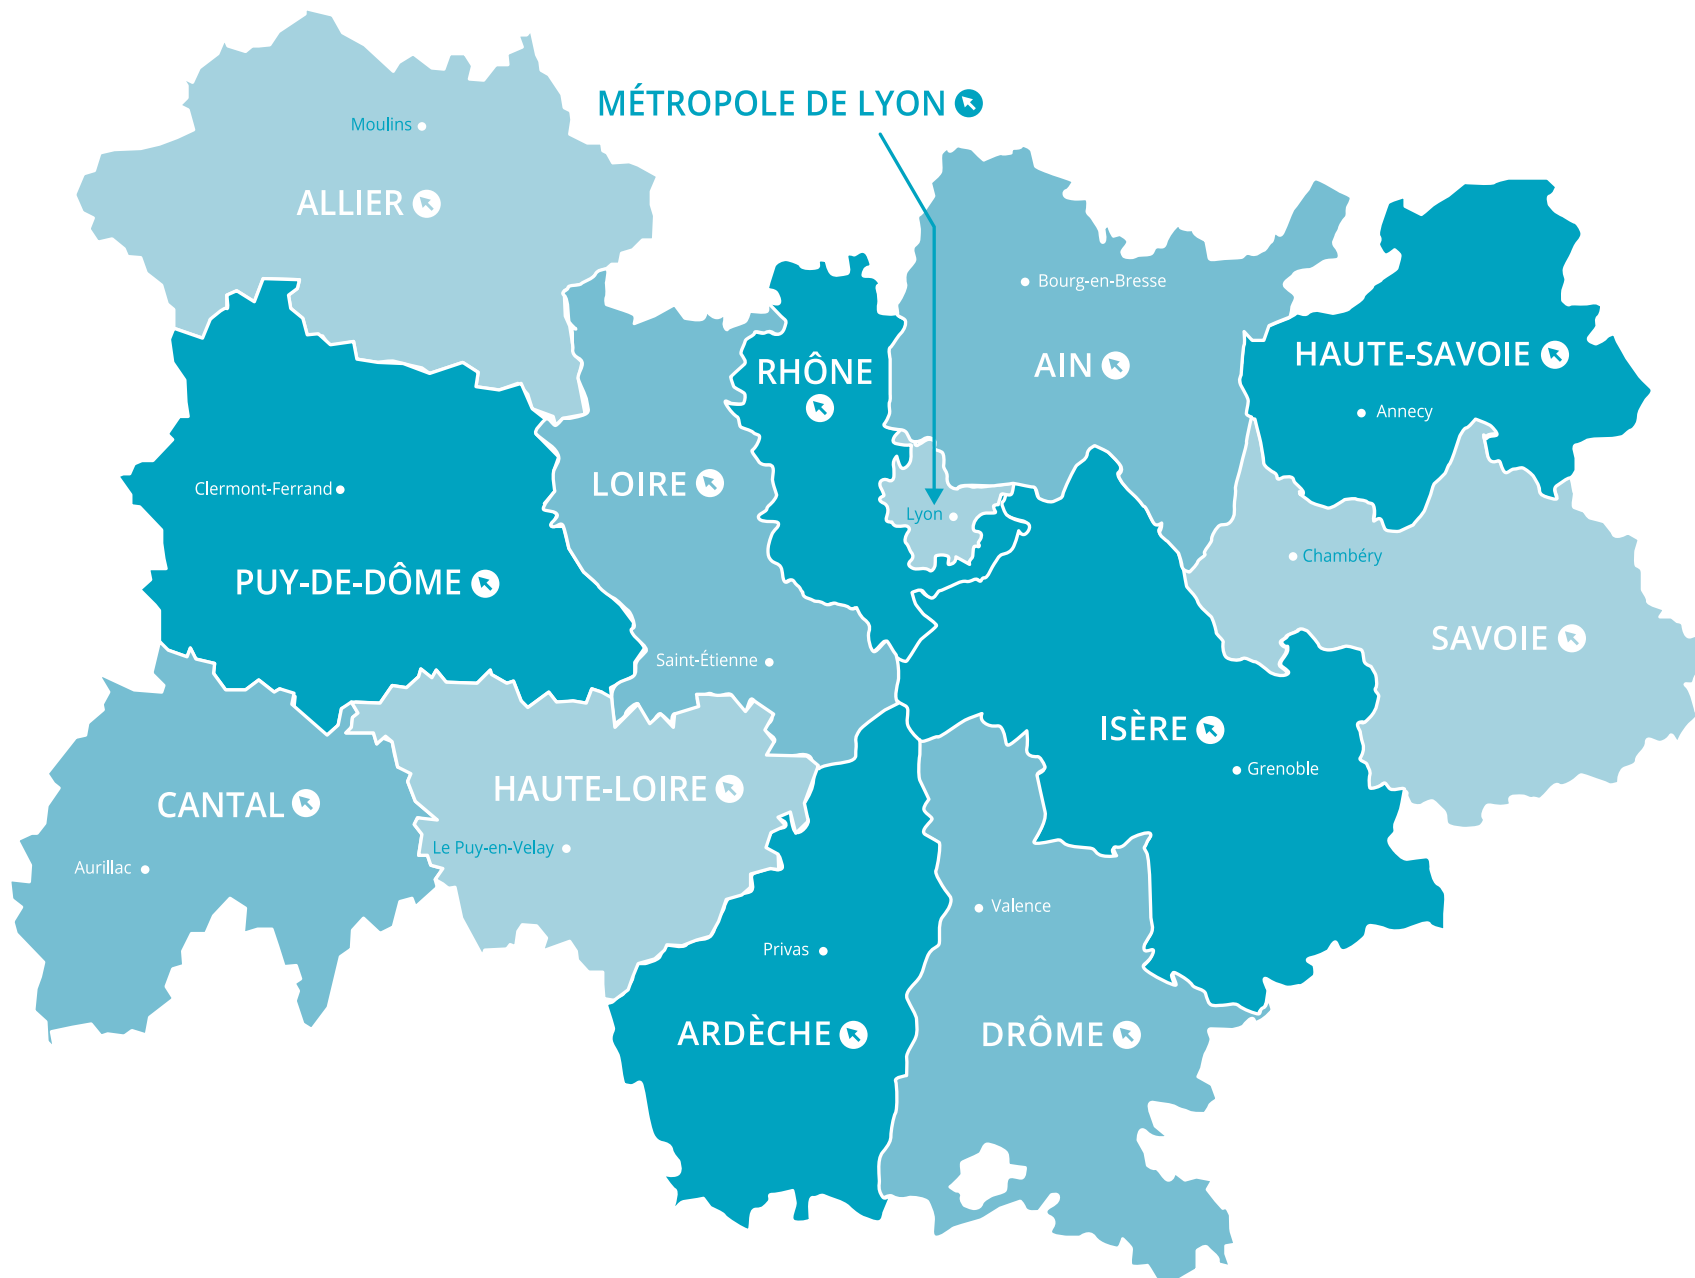 MÉTROPOLE DE LYON
Moulins
ALLIER
Bourg-en-Bresse
HAUTE-SAVOIE
RHÔNE
AIN
Annecy
LOIRE
Clermont-Ferrand
Lyon
Chambéry
PUY-DE-DÔME
SAVOIE
Saint-Étienne
ISÈRE
Grenoble
HAUTE-LOIRE
CANTAL
Le Puy-en-Velay
Aurillac
Valence
Privas
ARDÈCHE
DRÔME